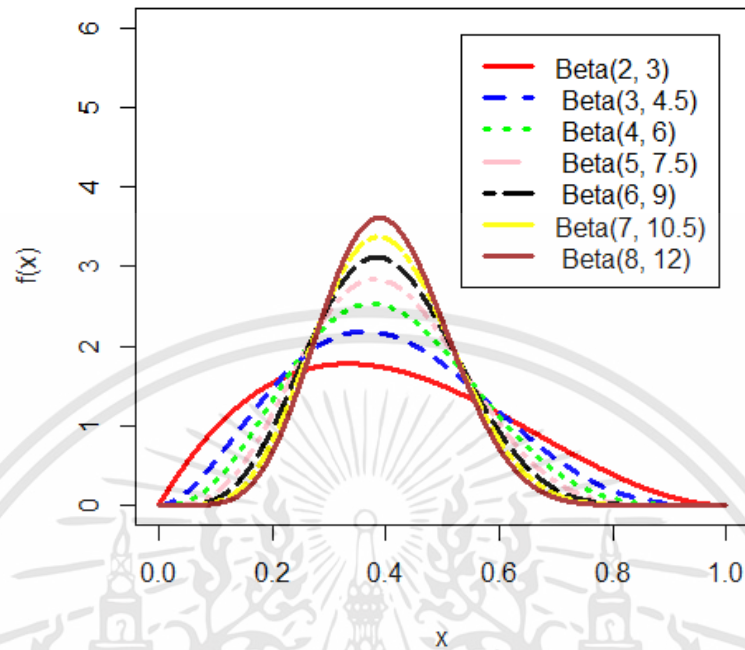 6
5
4
3
2
1
0
f(x)
Beta(2, 3)
Beta(3, 4.5)
Beta(4, 6)
Beta(5, 7.5)
Beta(6, 9)
Beta(7, 10.5)
Beta(8, 12)
0.0 0.2 0.4 0.6 0.8 1.0
x